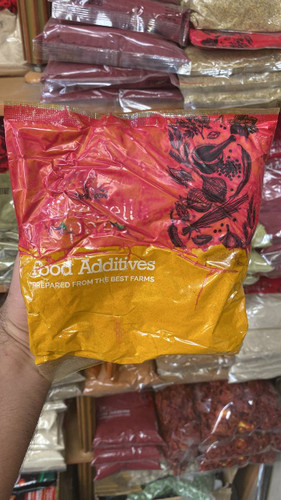 Food Additives
PREPARED FROM THE BEST FARMS